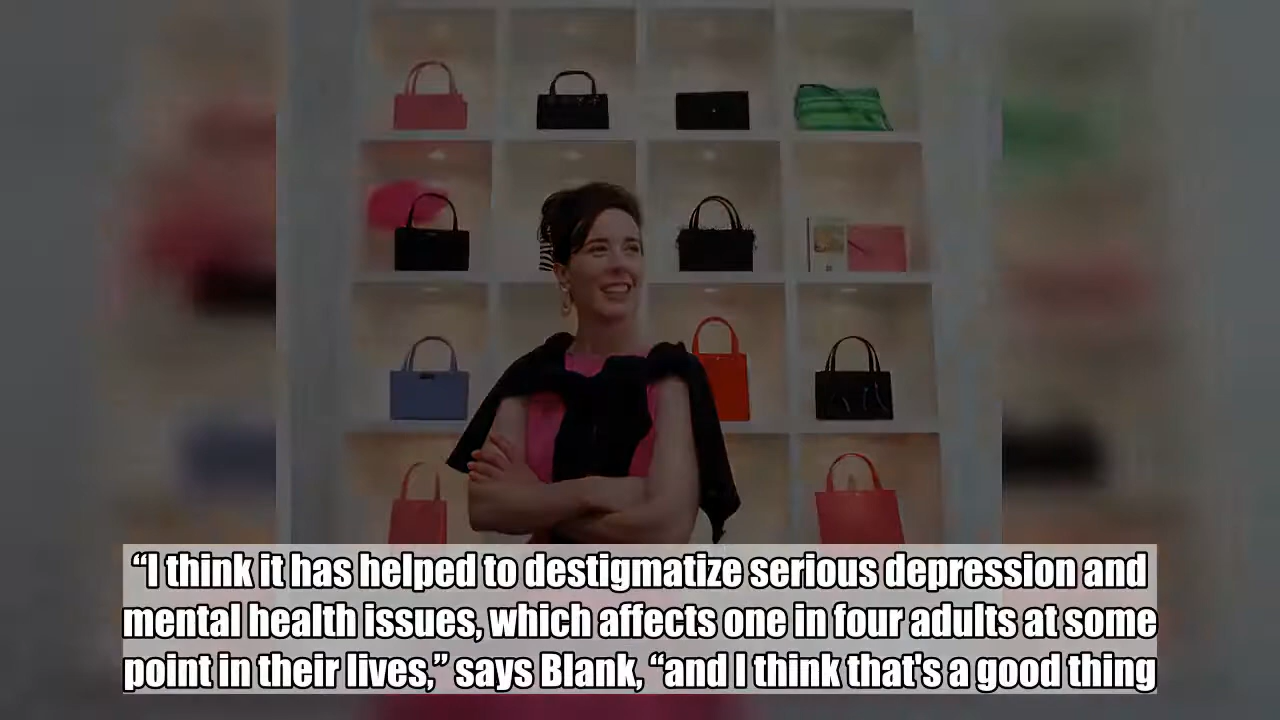 “I think it has helped to destigmatize serious depression and
mental health issues, which affects one in four adults at some
point in their lives,” says Blank, “and I think that's a good thing